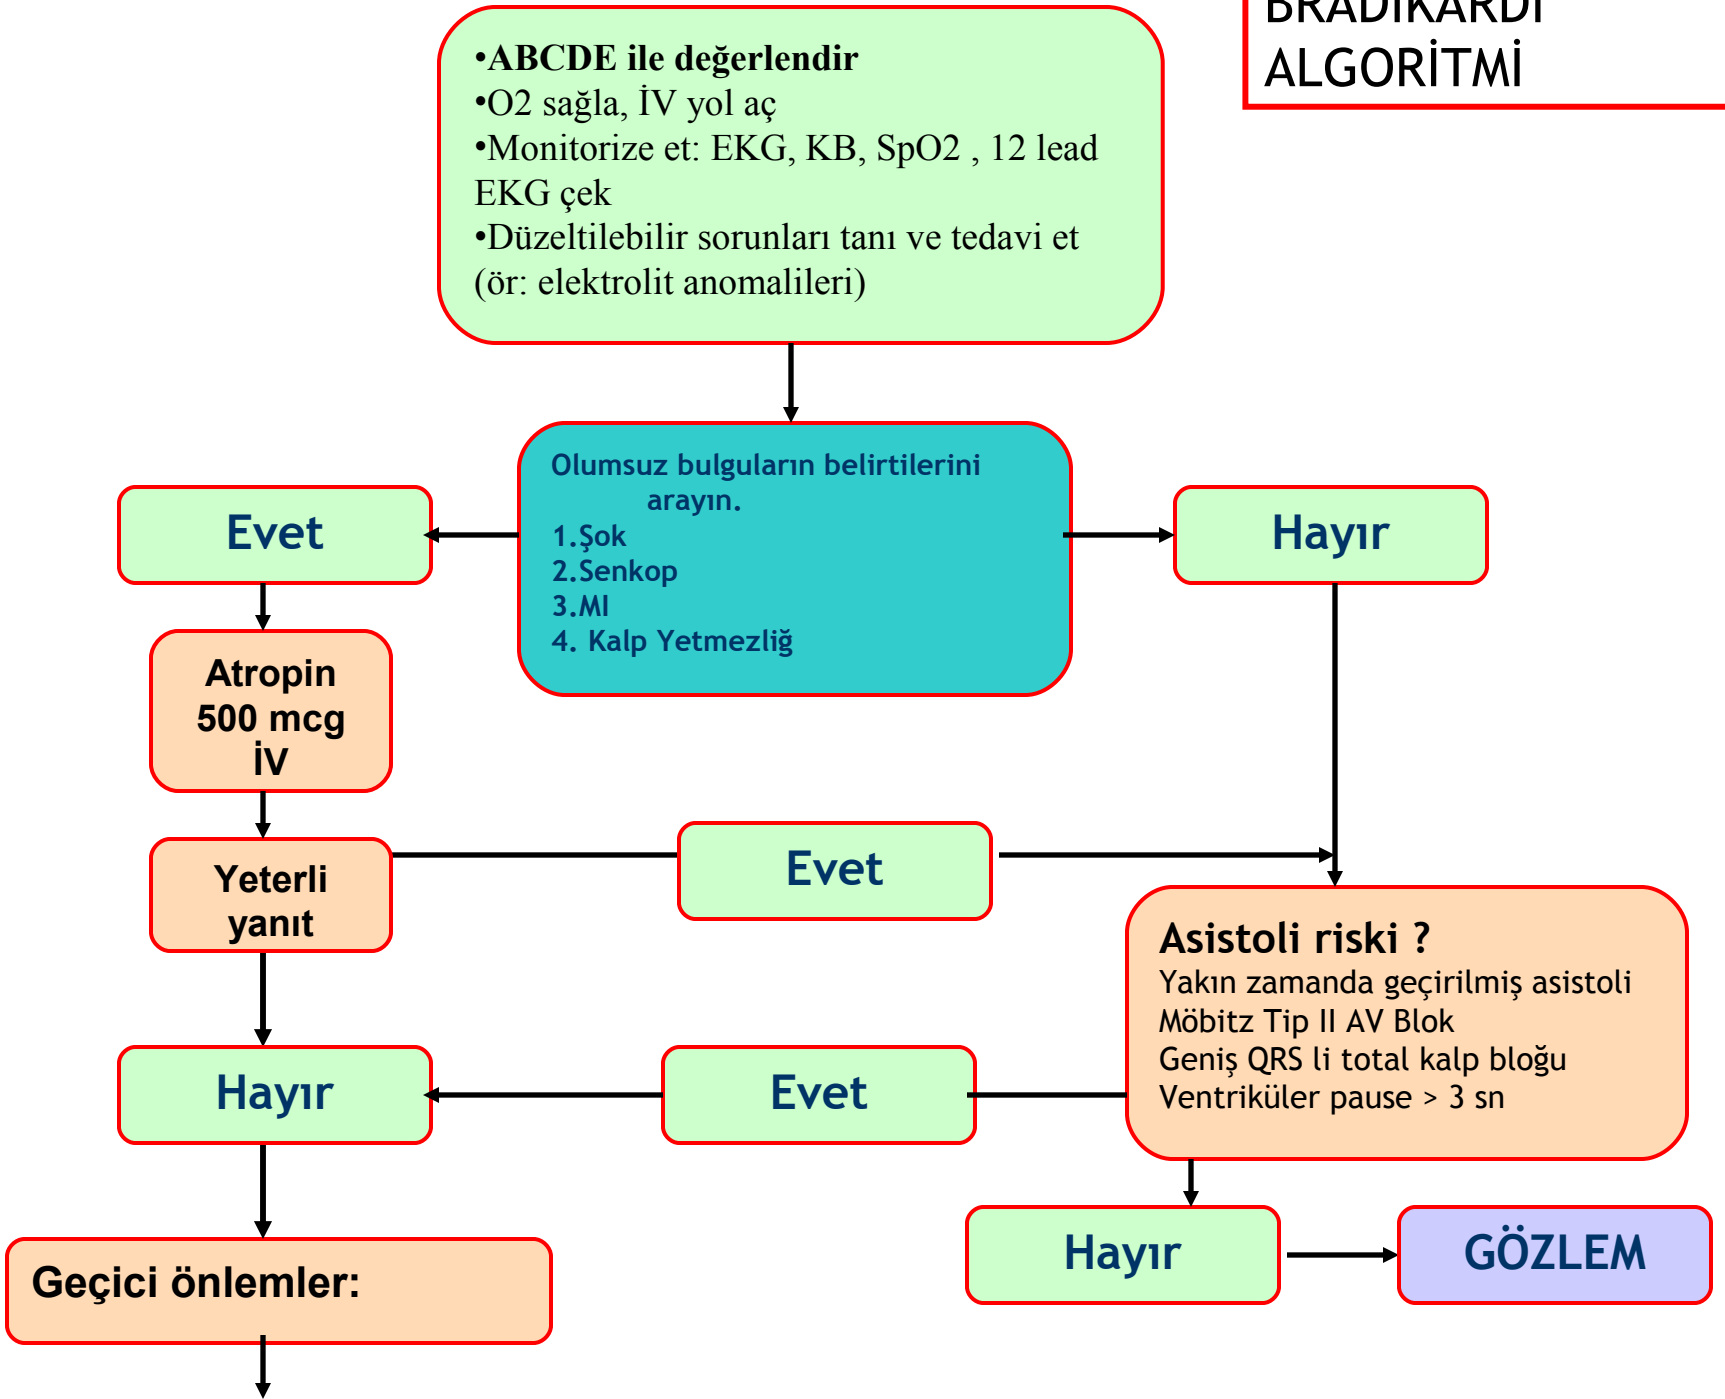 BRADİKARDİ
ALGORİTMİ
•ABCDE ile değerlendir
•O2 sağla, İV yol aç
•Monitorize et: EKG, KB, SpO2 , 12 lead
EKG çek
•Düzeltilebilir sorunları tanı ve tedavi et
(ör: elektrolit anomalileri)
Olumsuz bulguların belirtilerini
arayın.
1.Şok
2.Senkop
3.MI
4. Kalp Yetmezliğ
Evet
Hayır
Atropin
500 mcg
İV
Yeterli
yanıt
Evet
Asistoli riski ?
Yakın zamanda geçirilmiş asistoli
Möbitz Tip II AV Blok
Geniş QRS li total kalp bloğu
Ventriküler pause > 3 sn
Hayır
Evet
Hayır
GÖZLEM
Geçici önlemler: